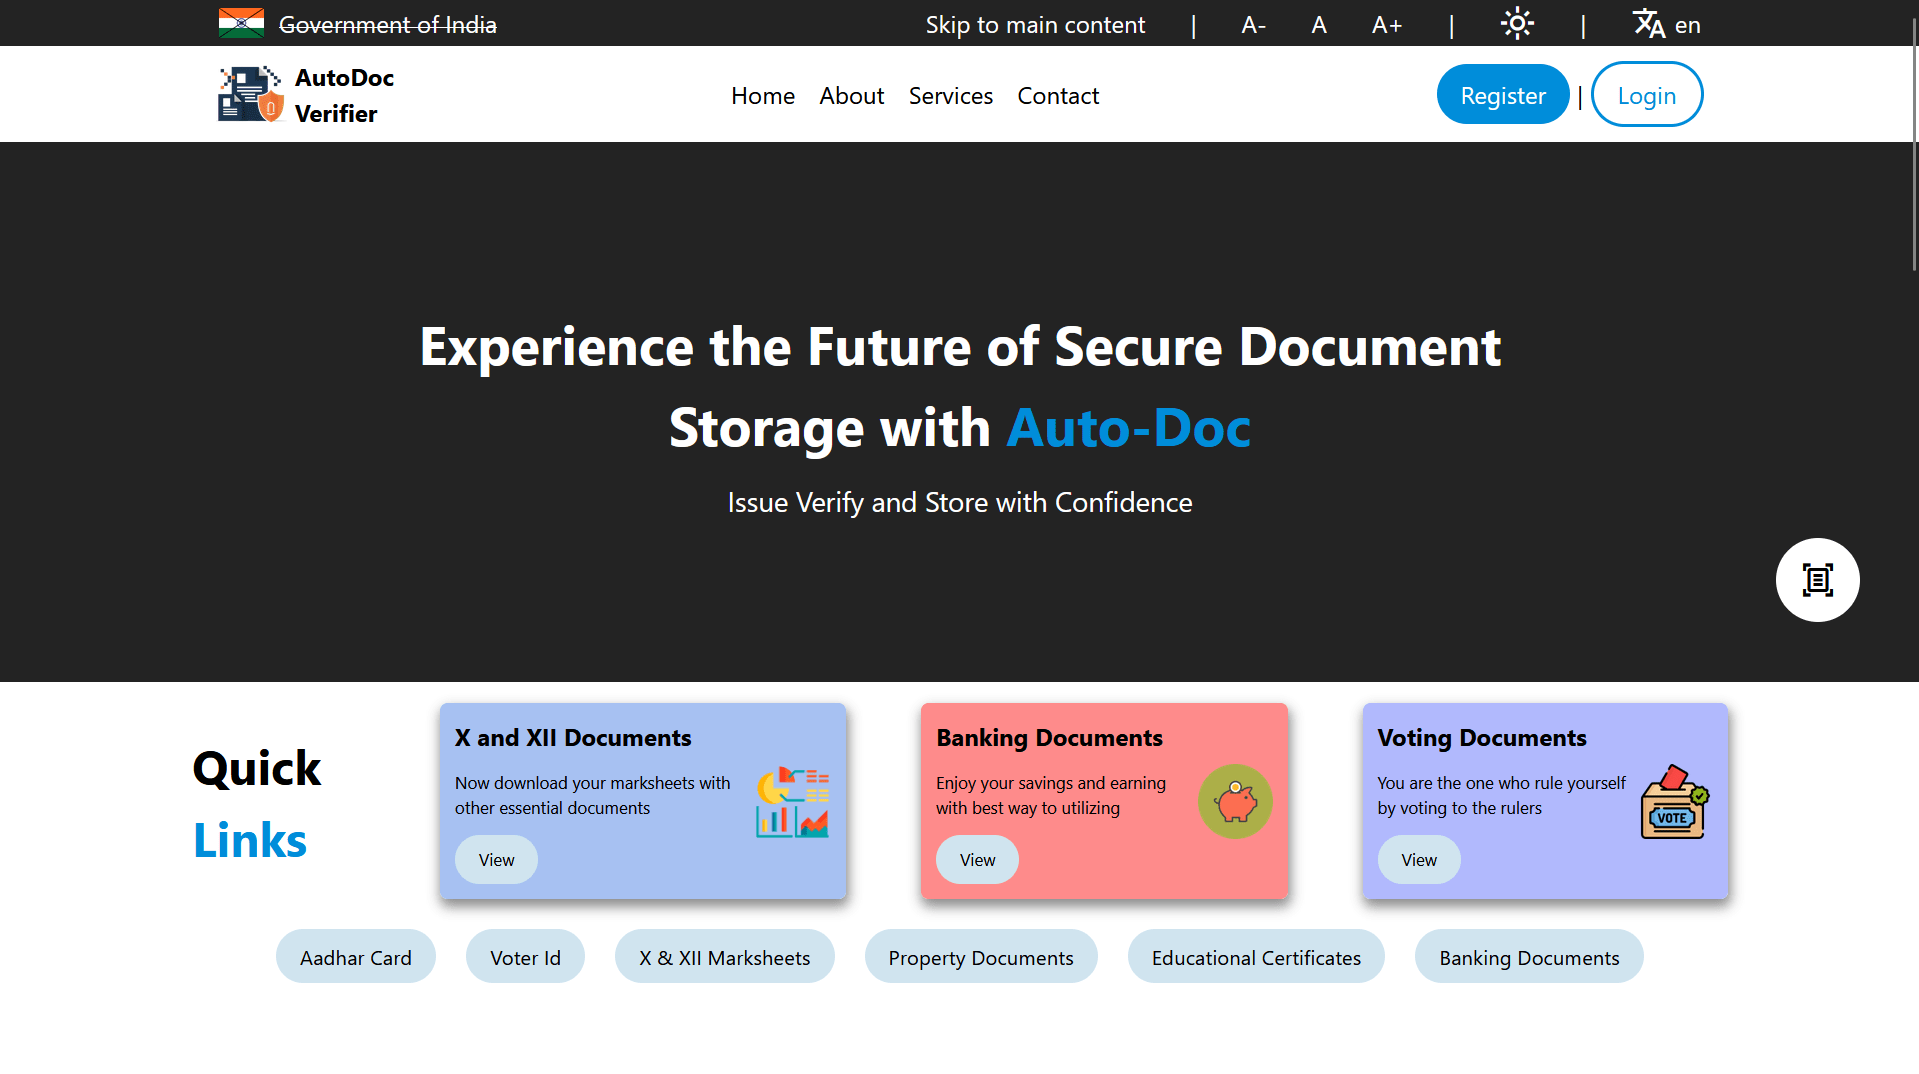 Government of India
Skip to main content | A- A A+ | | en
AutoDoc
Verifier
Home About Services Contact
Register | Login
Experience the Future of Secure Document
Storage with Auto-Doc
Issue Verify and Store with Confidence
Quick
Links
X and XII Documents
Now download your marksheets with
other essential documents
View
Banking Documents
Enjoy your savings and earning
with best way to utilizing
View
Voting Documents
You are the one who rule yourself
by voting to the rulers
VOTE
View
Aadhar Card
Voter Id
X & XII Marksheets
Property Documents
Educational Certificates
Banking Documents